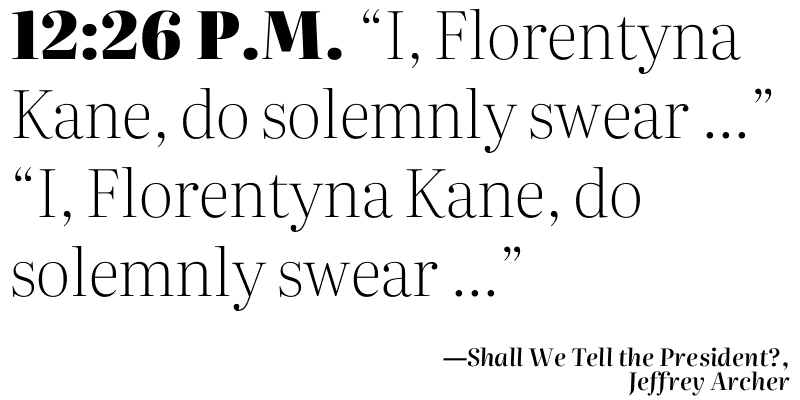 12:26 P.M. “I, Florentyna
Kane, do solemnly swear ...”
“I, Florentyna Kane, do
solemnly swear ...”
—Shall We Tell the President?,
Jeffrey Archer